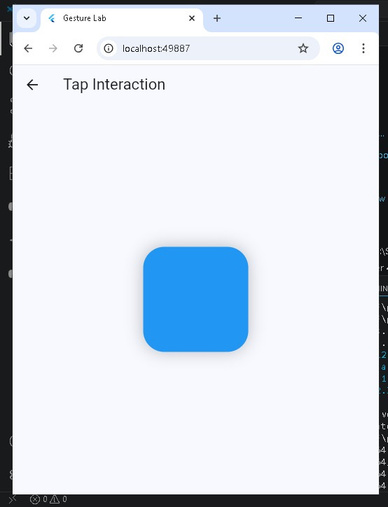 Gesture Lab
localhost:49887
Tap Interaction
0 0